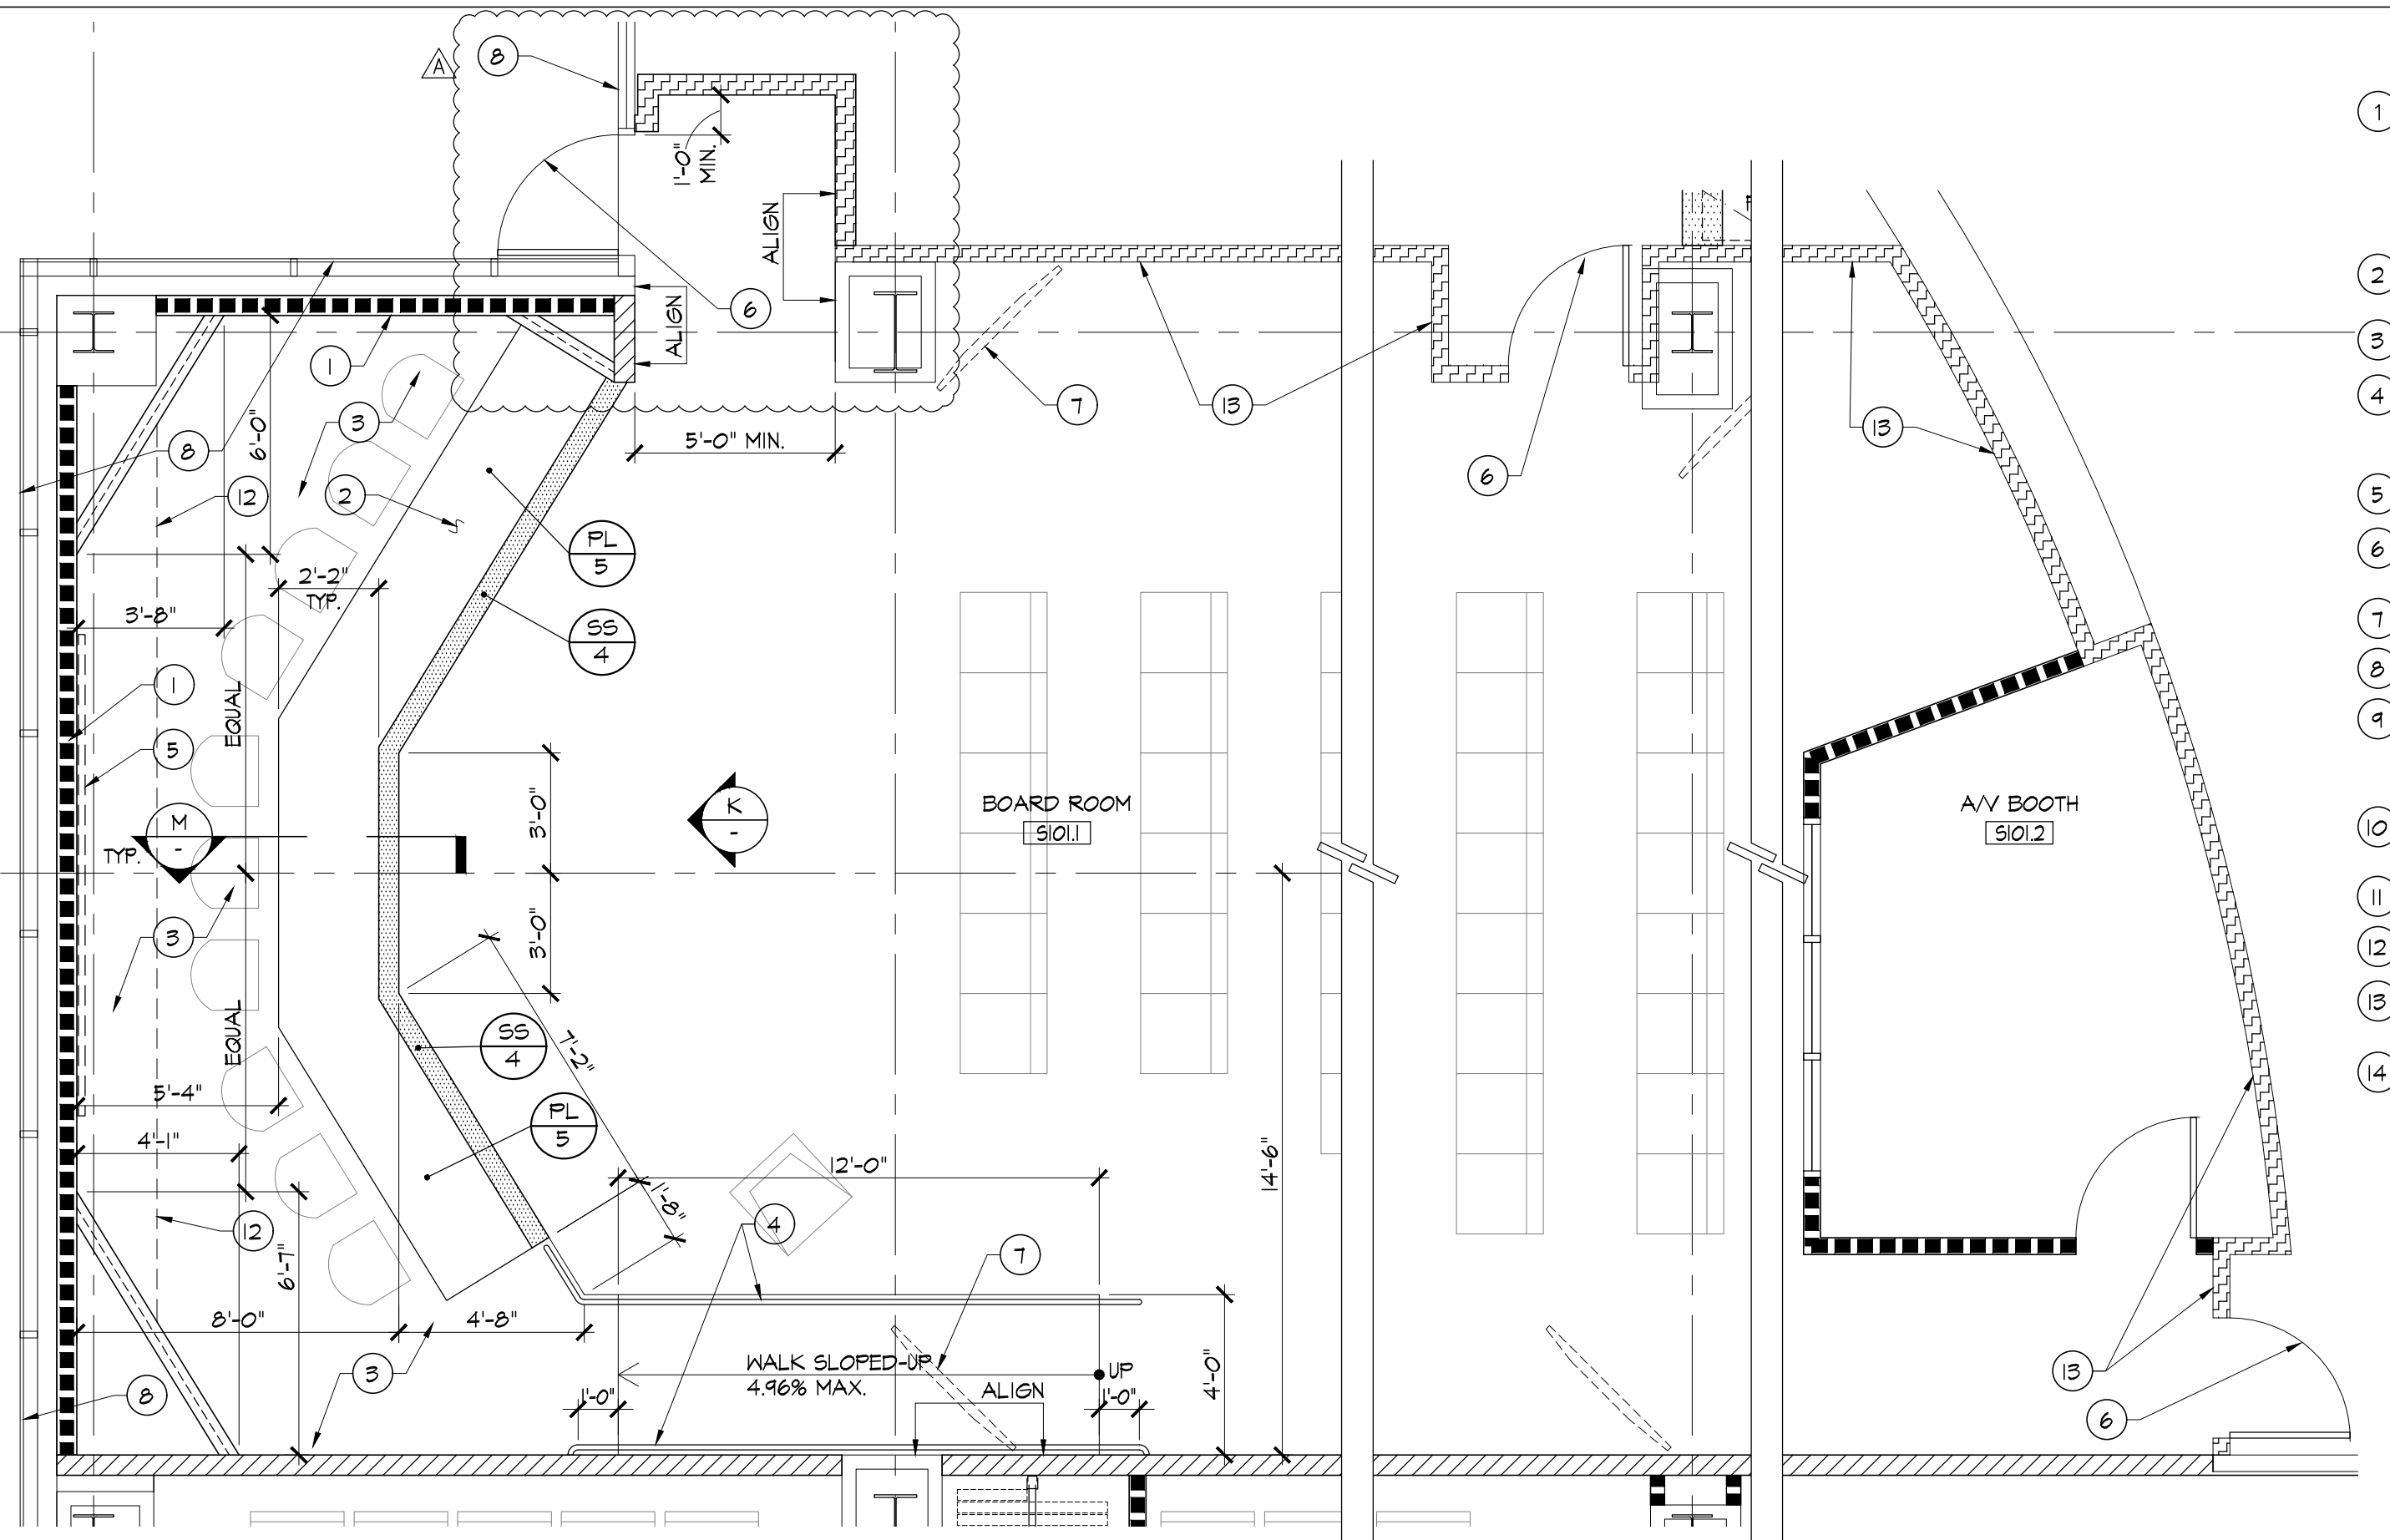 A
8
1
1'-0"
MIN.
ALIGN
ALIGN
6
2
3
1
3
8
6'-0"
5'-0" MIN.
7
13
13
4
6
12
2
5
PL
5
6
2'-2"
TYP.
3'-8"
SS
4
7
8
1
EQUAL
9
5
3'-0"
K
-
BOARD ROOM
S101.1
A/V BOOTH
S101.2
M
-
TYP.
10
3
3'-0"
11
12
13
EQUAL
SS
4
7'-2"
14
5'-4"
PL
5
4'-1"
12'-0"
14'-6"
1'-8"
4
12
7
6'-7"
8'-0"
4'-8"
3
WALK SLOPED-UP
4.96% MAX.
UP
ALIGN
4'-0"
13
8
1'-0"
1'-0"
6